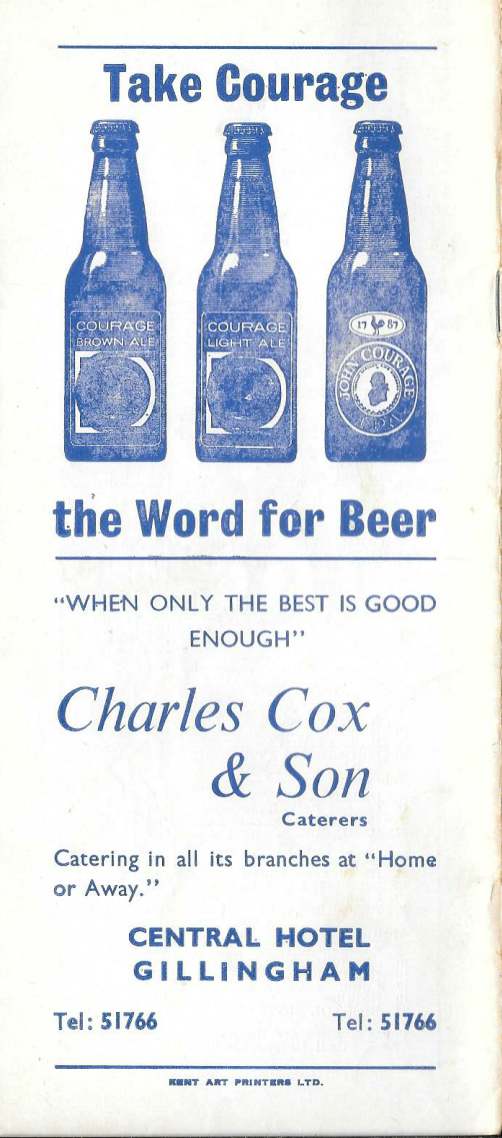 Take Courage
COURAGE
BROWN ALE
COURAGE
LIGHT ALE
17 87
JOHN COURAGE
the Word for Beer
“WHEN ONLY THE BEST IS GOOD
ENOUGH”
Charles Cox
& Son
Caterers
Catering in all its branches at “Home
or Away.”
CENTRAL HOTEL
GILLINGHAM
Tel: 51766 Tel: 51766
KENT ART PRINTERS LTD.